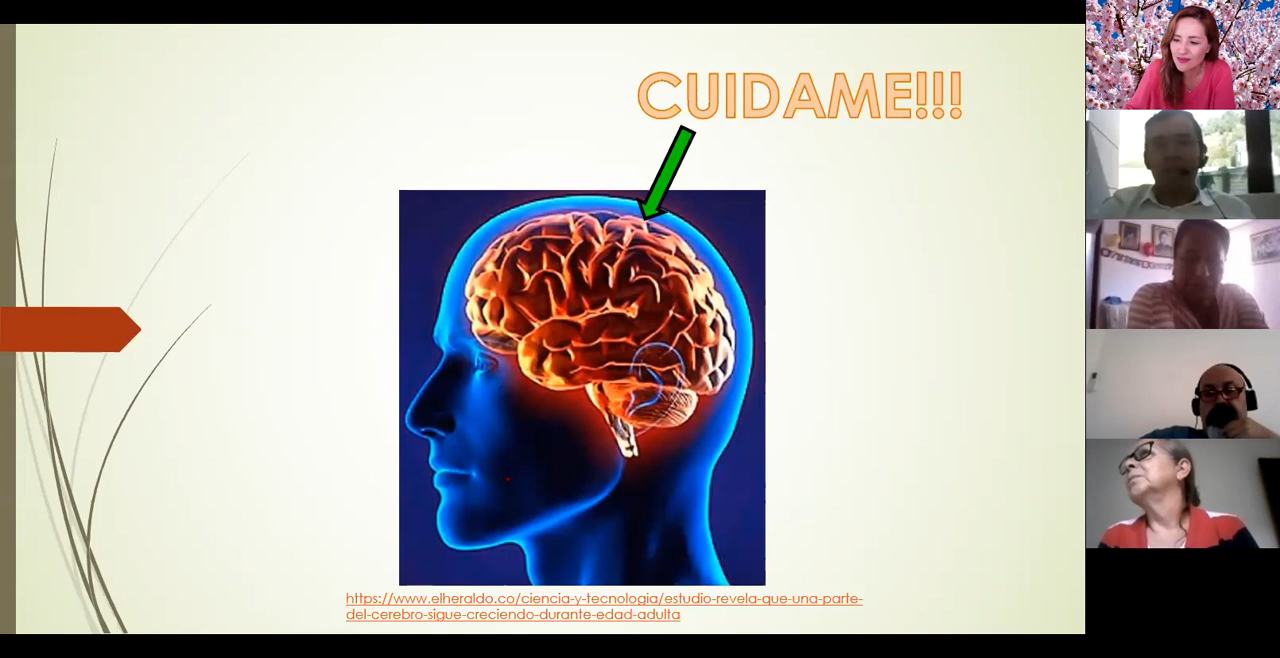 CUIDAME!!!
https://www.elheraldo.co/ciencia-y-tecnologia/estudio-revela-que-una-parte-
del-cerebro-sigue-creciendo-durante-edad-adulta